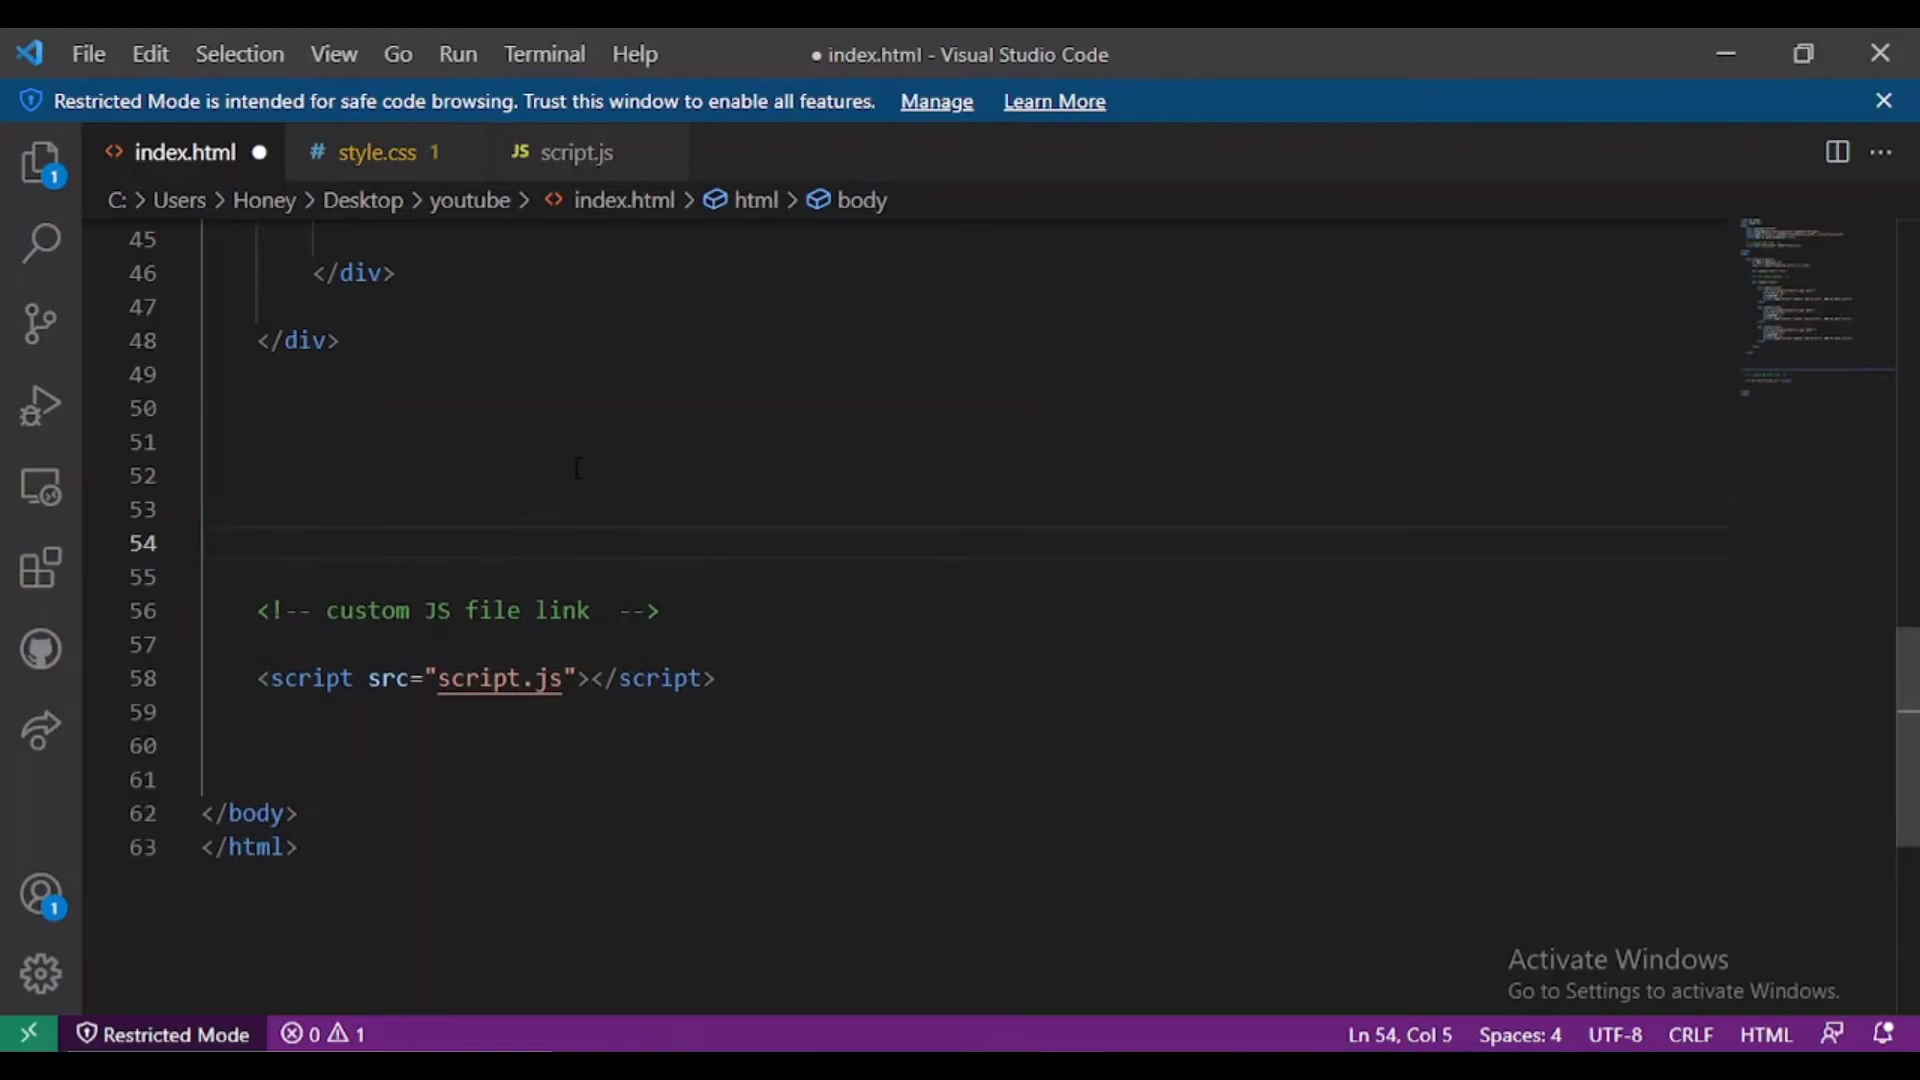 File Edit Selection View Go Run Terminal Help ● index.html - Visual Studio Code
Restricted Mode is intended for safe code browsing. Trust this window to enable all features. Manage Learn More
index.html style.css 1 JS script.js
C: > Users > Honey > Desktop > youtube > index.html > html > body
45
46 </div>
47
48 </div>
49
50
51
52
53
54
55
56 <!-- custom JS file link  -->
57
58 <script src="script.js"></script>
59
60
61
62 </body>
63 </html>
1
1
Activate Windows
Go to Settings to activate Windows.
Restricted Mode 0 1 Ln 54, Col 5 Spaces: 4 UTF-8 CRLF HTML